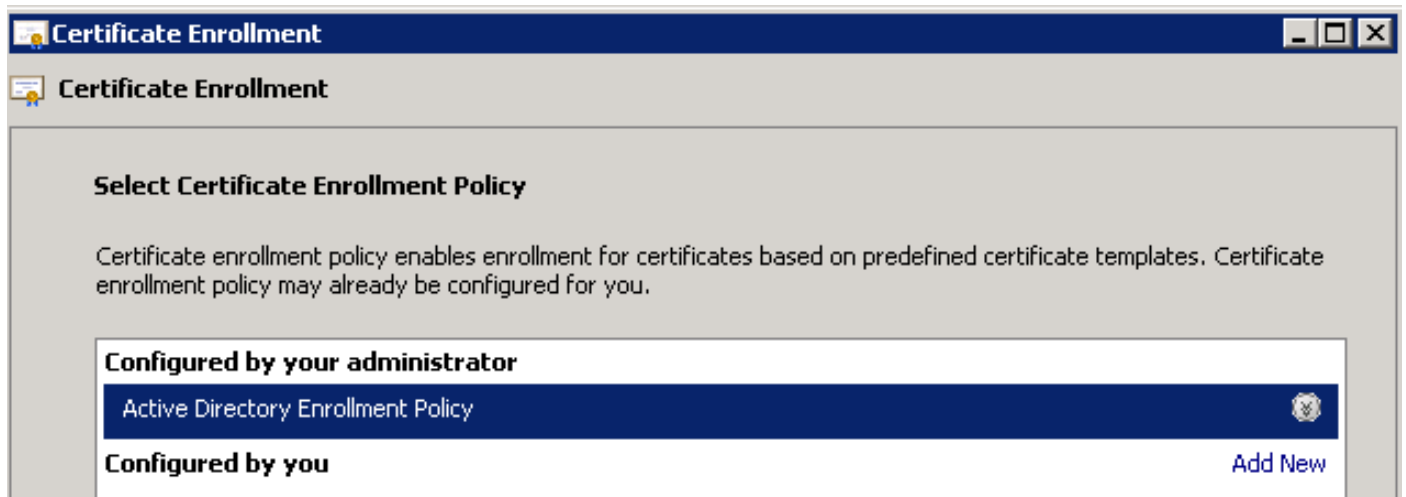 Certificate Enrollment
Certificate Enrollment
Select Certificate Enrollment Policy
Certificate enrollment policy enables enrollment for certificates based on predefined certificate templates. Certificate
enrollment policy may already be configured for you.
Configured by your administrator
Active Directory Enrollment Policy
Configured by you
Add New